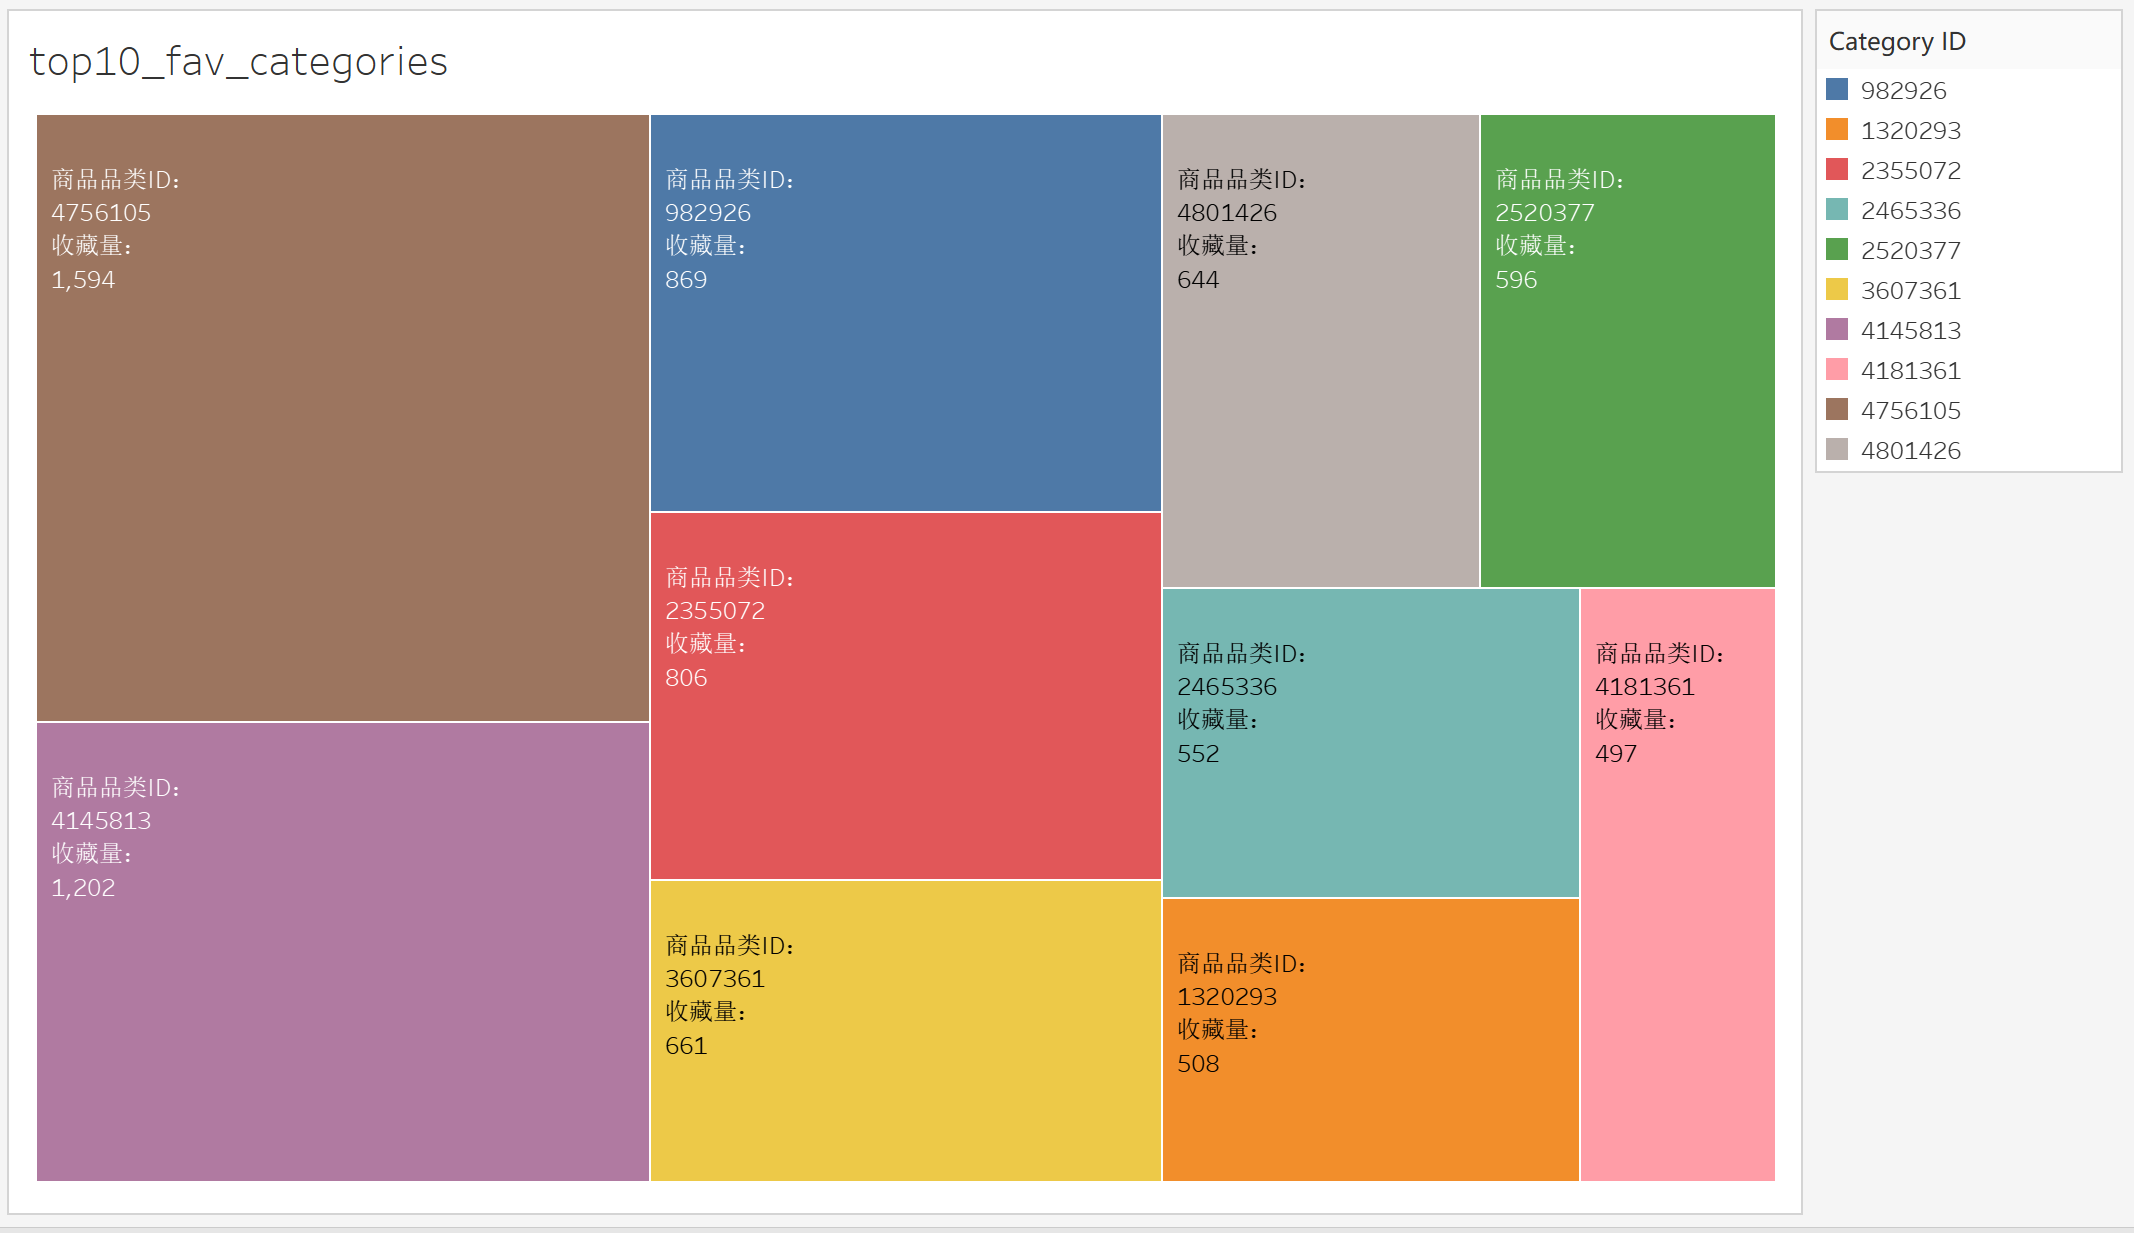 top10_fav_categories
商品品类ID：
4756105
收藏量：
1,594
商品品类ID：
4145813
收藏量：
1,202
商品品类ID：
982926
收藏量：
869
商品品类ID：
2355072
收藏量：
806
商品品类ID：
3607361
收藏量：
661
商品品类ID：
4801426
收藏量：
644
商品品类ID：
2520377
收藏量：
596
商品品类ID：
2465336
收藏量：
552
商品品类ID：
4181361
收藏量：
497
商品品类ID：
1320293
收藏量：
508
Category ID
982926
1320293
2355072
2465336
2520377
3607361
4145813
4181361
4756105
4801426